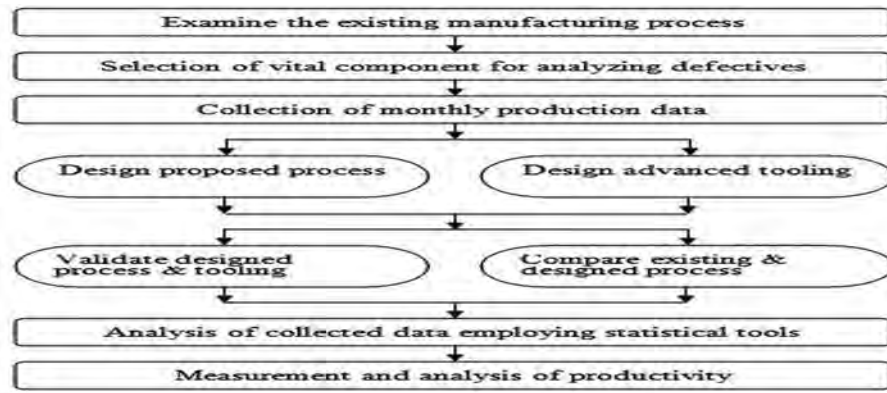 Examine the existing manufacturing process
Selection of vital component for analyzing defectives
Collection of monthly production data
Design proposed process
Design advanced tooling
Validate designed
process & tooling
Compare existing &
designed process
Analysis of collected data employing statistical tools
Measurement and analysis of productivity